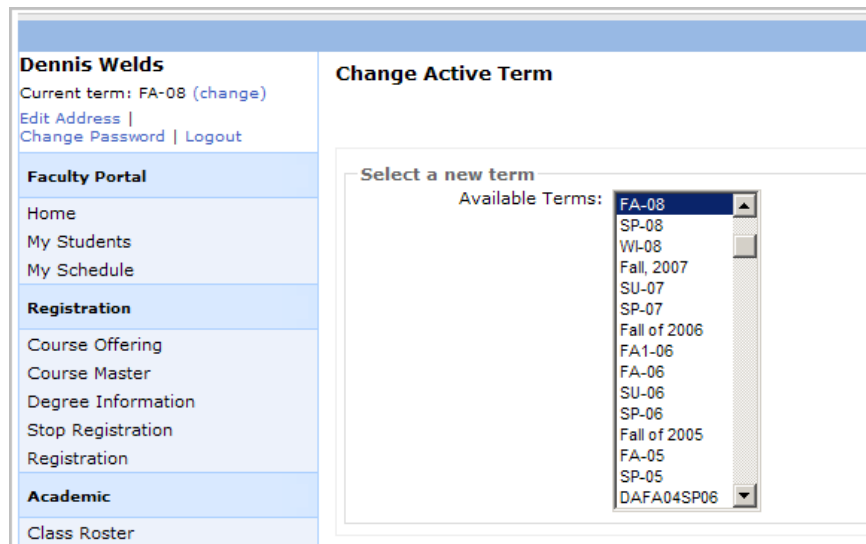 Dennis Welds
Current term: FA-08 (change)
Edit Address |
Change Password | Logout
Faculty Portal
Home
My Students
My Schedule
Registration
Course Offering
Course Master
Degree Information
Stop Registration
Registration
Academic
Class Roster
Change Active Term
Select a new term
Available Terms:
FA-08
SP-08
WI-08
Fall, 2007
SU-07
SP-07
Fall of 2006
FA1-06
FA-06
SU-06
SP-06
Fall of 2005
FA-05
SP-05
DAFA04SP06